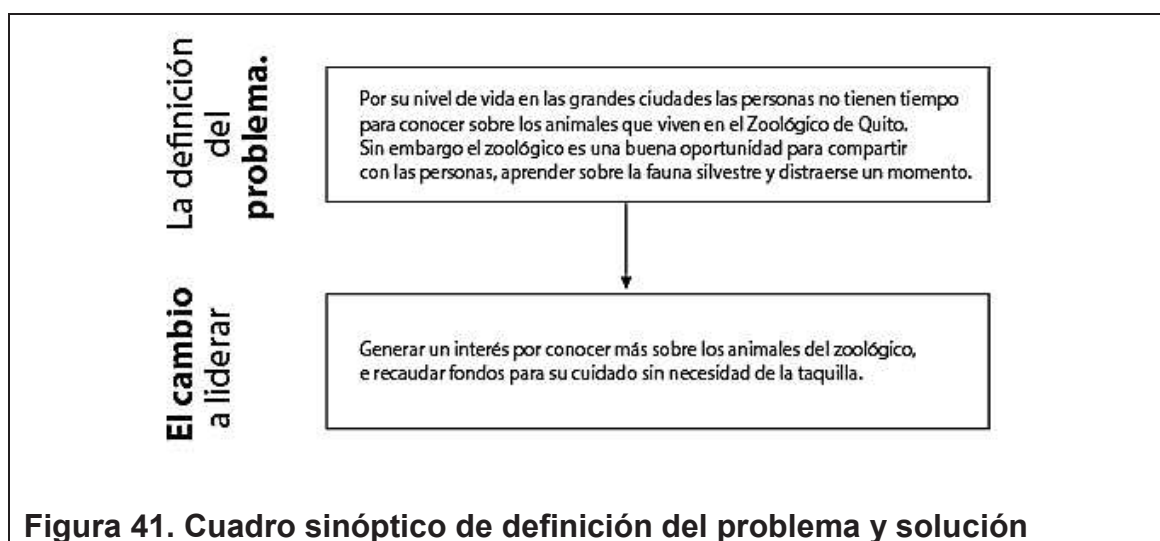 La definición
del
problema.
Por su nivel de vida en las grandes ciudades las personas no tienen tiempo
para conocer sobre los animales que viven en el Zoológico de Quito.
Sin embargo el zoológico es una buena oportunidad para compartir
con las personas, aprender sobre la fauna silvestre y distraerse un momento.
El cambio
a liderar
Generar un interés por conocer más sobre los animales del zoológico,
e recaudar fondos para su cuidado sin necesidad de la taquilla.
Figura 41. Cuadro sinóptico de definición del problema y solución